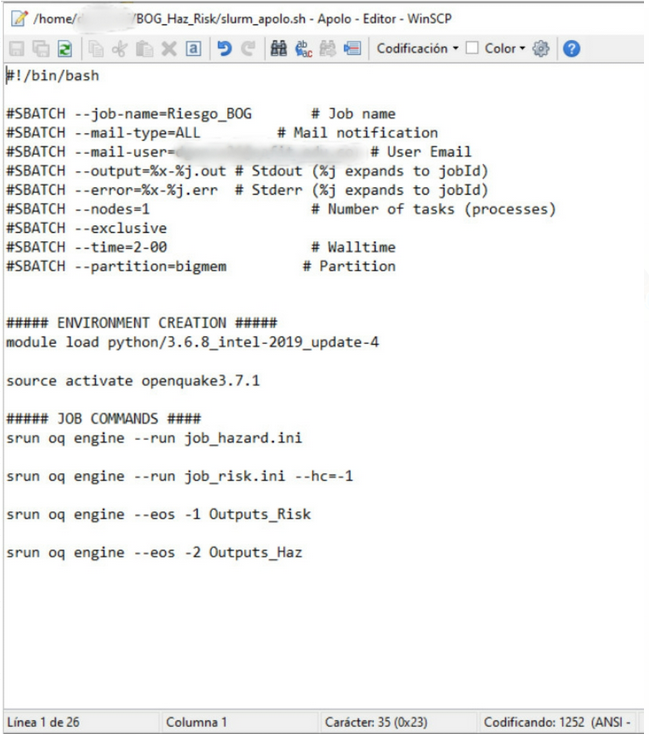 /home/ /BOG_Haz_Risk/slurm_apolo.sh - Apolo - Editor - WinSCP
Codificación Color
#!/bin/bash
#SBATCH --job-name=Riesgo_BOG # Job name
#SBATCH --mail-type=ALL # Mail notification
#SBATCH --mail-user= # User Email
#SBATCH --output=%x-%j.out # Stdout (%j expands to jobId)
#SBATCH --error=%x-%j.err # Stderr (%j expands to jobId)
#SBATCH --nodes=1 # Number of tasks (processes)
#SBATCH --exclusive
#SBATCH --time=2-00 # Walltime
#SBATCH --partition=bigmem # Partition
##### ENVIRONMENT CREATION #####
module load python/3.6.8_intel-2019_update-4
source activate openquake3.7.1
##### JOB COMMANDS ####
srun oq engine --run job_hazard.ini
srun oq engine --run job_risk.ini --hc=-1
srun oq engine --eos -1 Outputs_Risk
srun oq engine --eos -2 Outputs_Haz
Línea 1 de 26 Columna 1 Carácter: 35 (0x23) Codificando: 1252 (ANSI -